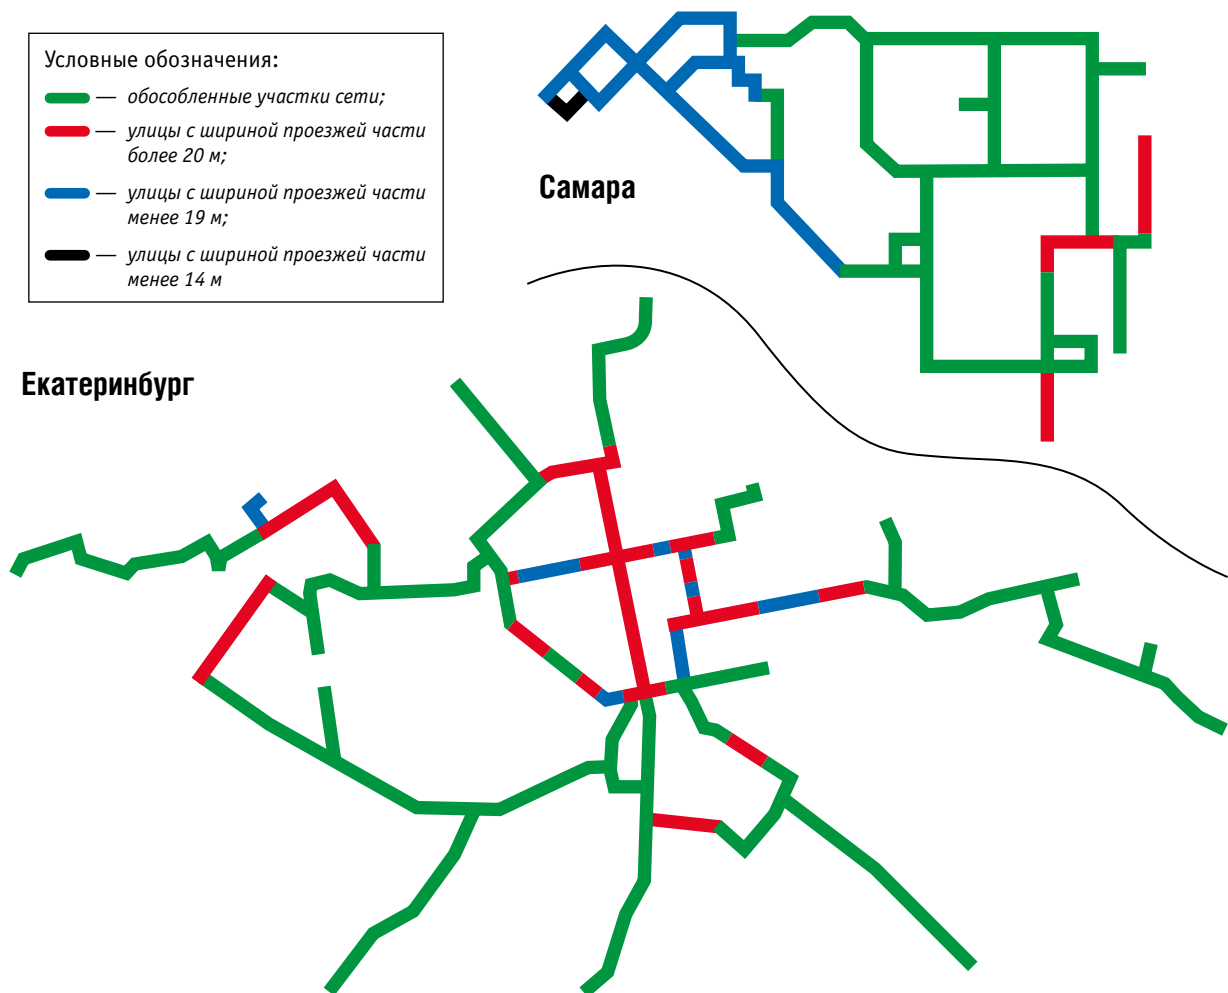 Условные обозначения:
— обособленные участки сети;
— улицы с шириной проезжей части
более 20 м;
— улицы с шириной проезжей части
менее 19 м;
— улицы с шириной проезжей части
менее 14 м
Самара
Екатеринбург